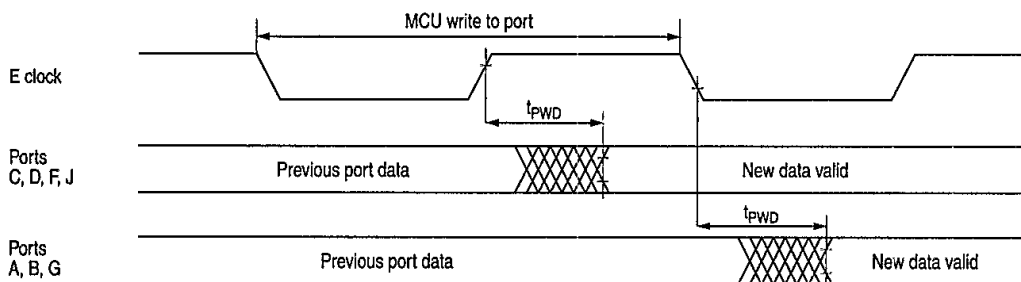 MCU write to port
E clock
tPWD
Ports
C, D, F, J
Previous port data
New data valid
tPWD
Ports
A, B, G
Previous port data
New data valid